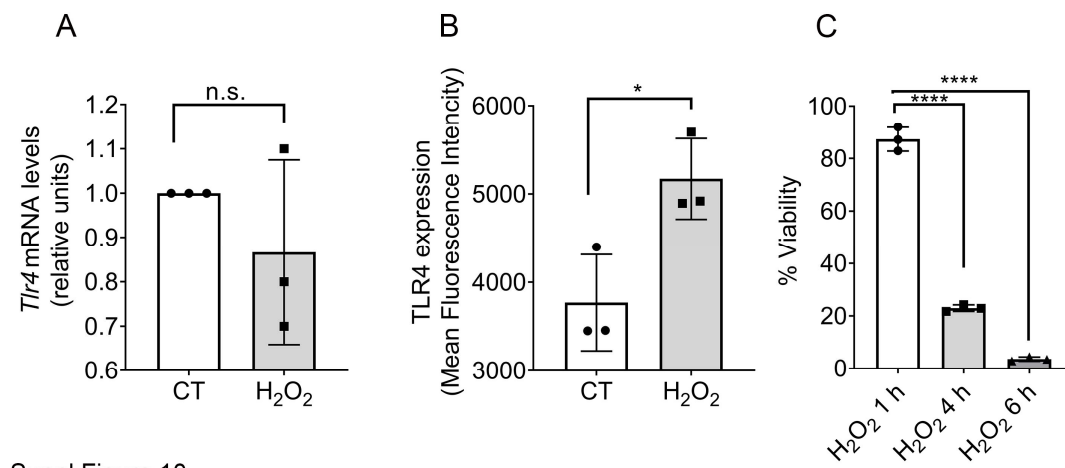 A
B
C
n.s.
Tlr4 mRNA levels
(relative units)
1.2
1.1
1.0
0.9
0.8
0.7
0.6
CT
H₂O₂
*
TLR4 expression
(Mean Fluorescence Intencity)
6000
5000
4000
3000
CT
H₂O₂
****
****
% Viability
100
80
60
40
20
0
H₂O₂ 1 h
H₂O₂ 4 h
H₂O₂ 6 h